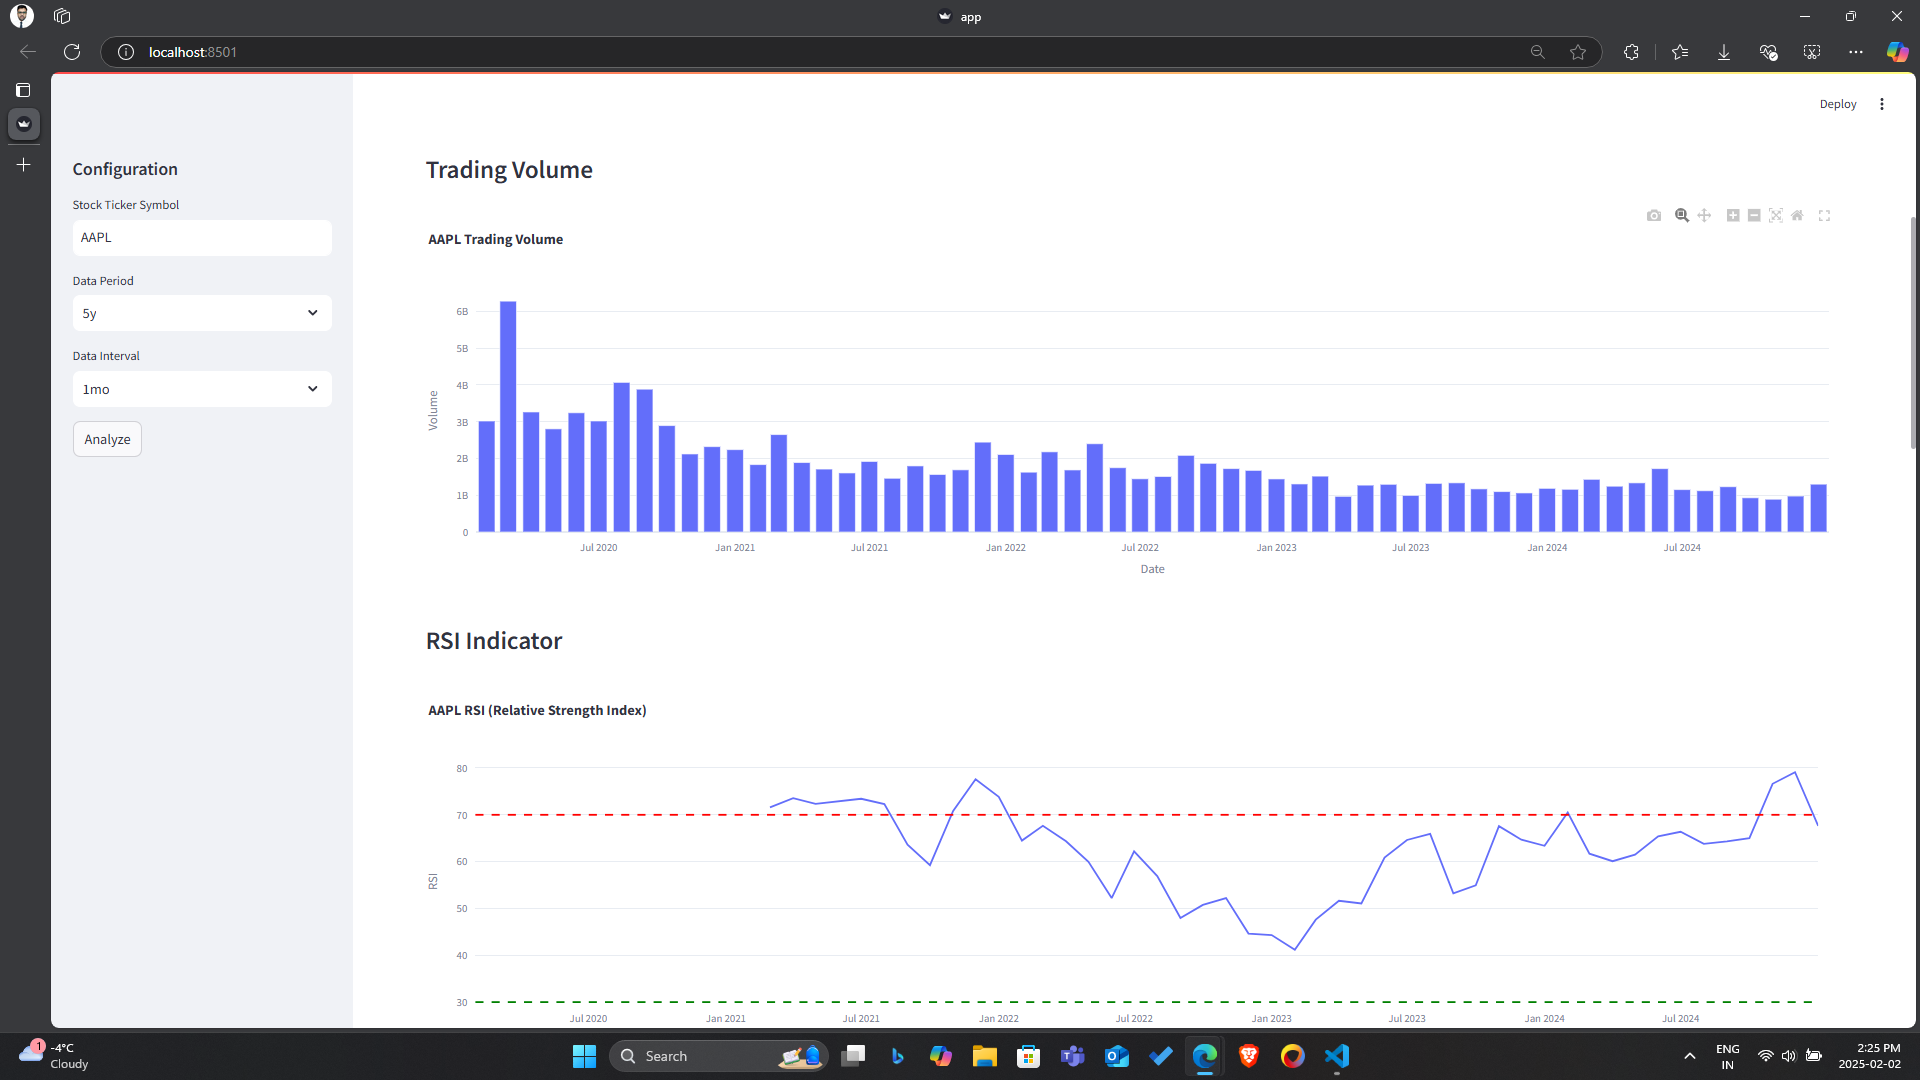 app
localhost:8501
Deploy
Configuration
Stock Ticker Symbol
AAPL
Data Period
5y
Data Interval
1mo
Analyze
Trading Volume
AAPL Trading Volume
6B
5B
4B
3B
2B
1B
0
Volume
Jul 2020
Jan 2021
Jul 2021
Jan 2022
Jul 2022
Jan 2023
Jul 2023
Jan 2024
Jul 2024
Date
RSI Indicator
AAPL RSI (Relative Strength Index)
80
70
60
50
40
30
RSI
Jul 2020
Jan 2021
Jul 2021
Jan 2022
Jul 2022
Jan 2023
Jul 2023
Jan 2024
Jul 2024
1
-4°C
Cloudy
Search
ENG
IN
2:25 PM
2025-02-02